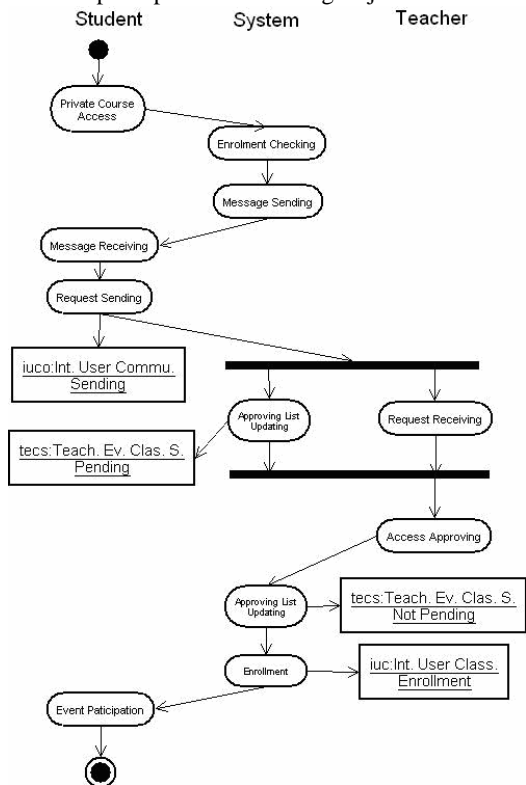 Student System Teacher
Private Course
Access
Enrolment Checking
Message Sending
Message Receiving
Request Sending
iuco:Int. User Commu.
Sending
Approving List
Updating
Request Receiving
tecs:Teach. Ev. Clas. S.
Pending
Access Approving
Approving List
Updating
tecs:Teach. Ev. Clas. S.
Not Pending
Enrollment
iuc:Int. User Class.
Enrollment
Event Paticipation